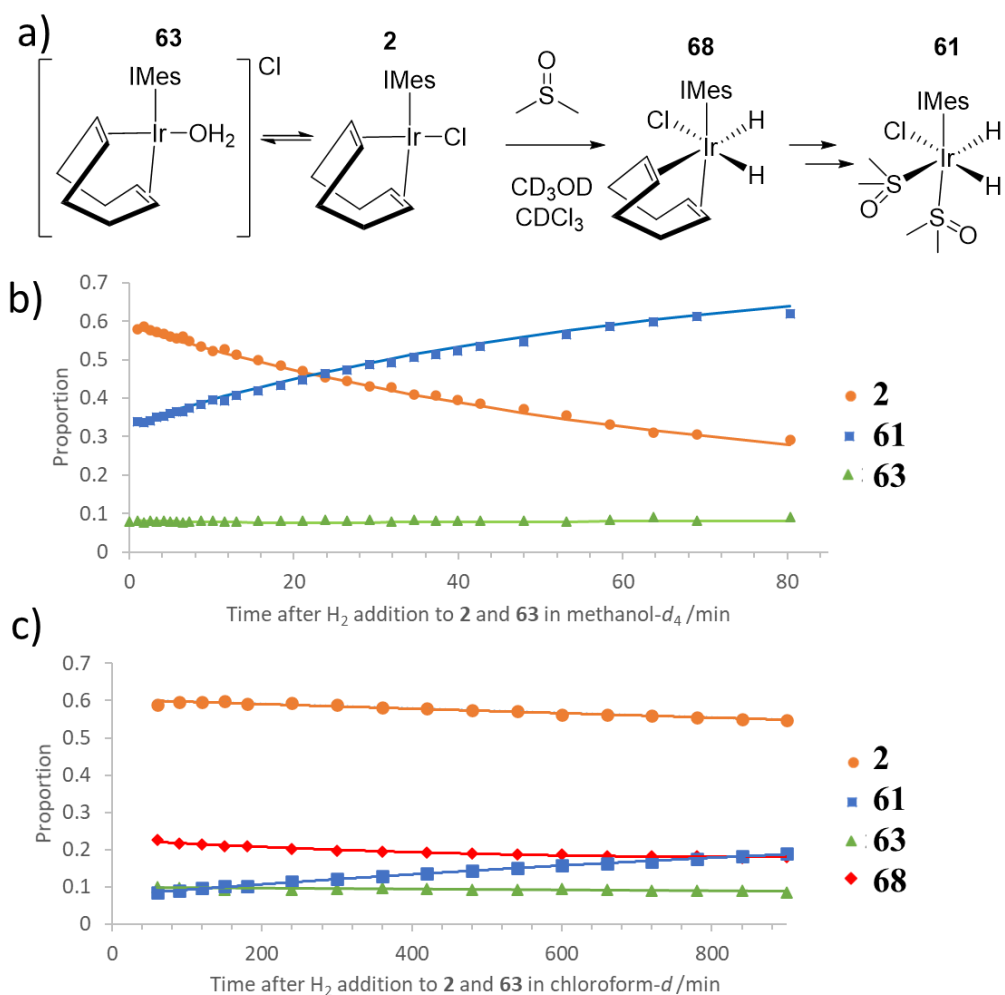 a)
63
2
68
61
[IMes Ir OH2] Cl
IMes Ir Cl
O
S
CD3OD
CDCl3
IMes Cl Ir H H
IMes Cl Ir H H S O S O
b)
Proportion
0.7
0.6
0.5
0.4
0.3
0.2
0.1
0
0 20 40 60 80
Time after H2 addition to 2 and 63 in methanol-d4 /min
2
61
63
c)
Proportion
0.7
0.6
0.5
0.4
0.3
0.2
0.1
0
0 200 400 600 800
Time after H2 addition to 2 and 63 in chloroform-d /min
2
61
63
68